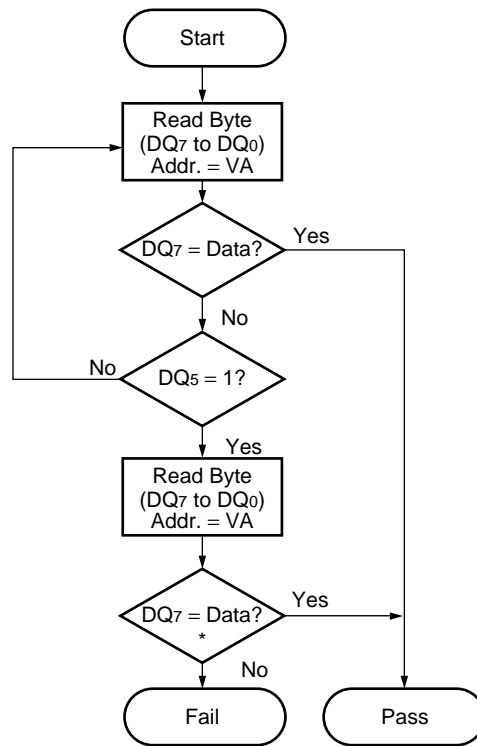 Start
Read Byte
(DQ7 to DQ0)
Addr. = VA
DQ7 = Data?
Yes
No
No
DQ5 = 1?
Yes
Read Byte
(DQ7 to DQ0)
Addr. = VA
DQ7 = Data?
*
Yes
No
Fail
Pass